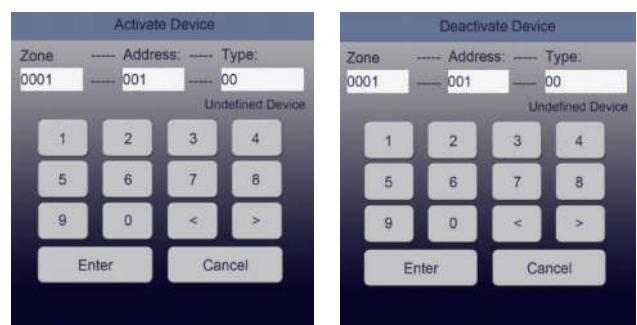 Activate Device
Zone ----- Address: ----- Type:
0001 ----- 001 ----- 00
Undefined Device
1 2 3 4
5 6 7 8
9 0 < >
Enter Cancel
Deactivate Device
Zone ----- Address: ----- Type:
0001 ----- 001 ----- 00
Undefined Device
1 2 3 4
5 6 7 8
9 0 < >
Enter Cancel